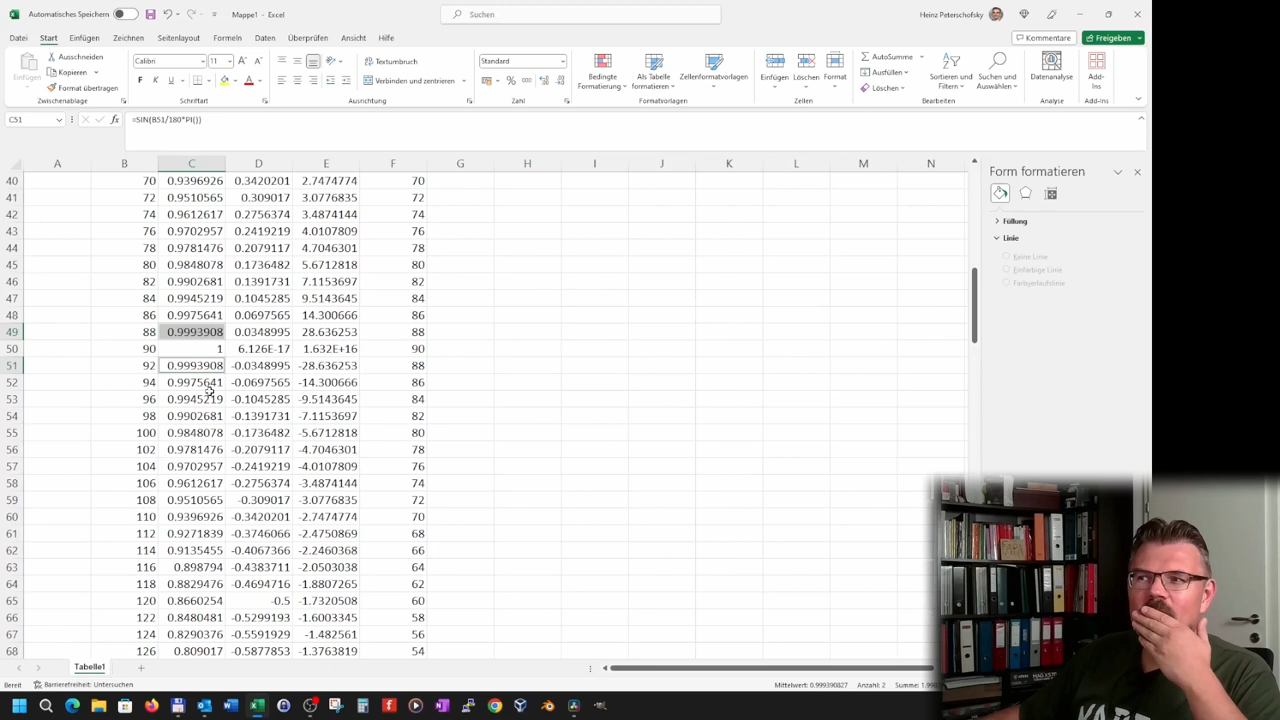 Automatisches Speichern
Mappe1 - Excel
Suchen
Heinz Peterschofsky
Datei Start Einfügen Zeichnen Seitenlayout Formeln Daten Überprüfen Ansicht Hilfe
Kommentare
Freigeben
Einfügen
Ausschneiden
Kopieren
Format übertragen
Zwischenablage
Calibri
11
Schriftart
Textumbruch
Verbinden und zentrieren
Ausrichtung
Standard
Zahl
Bedingte Formatierung
Als Tabelle formatieren
Zellenformatvorlagen
Formatvorlagen
Einfügen Löschen Format
Zellen
AutoSumme
Ausfüllen
Löschen
Sortieren und Filtern
Suchen und Auswählen
Bearbeiten
Datenanalyse
Analyse
Add-Ins
Add-Ins
C51
=SIN(B51/180*PI())
A B C D E F G H I J K L M N
40 70 0.9396926 0.3420201 2.7474774 70
41 72 0.9510565 0.309017 3.0776835 72
42 74 0.9612617 0.2756374 3.4874144 74
43 76 0.9702957 0.2419219 4.0107809 76
44 78 0.9781476 0.2079117 4.7046301 78
45 80 0.9848078 0.1736482 5.6712818 80
46 82 0.9902681 0.1391731 7.1153697 82
47 84 0.9945219 0.1045285 9.5143645 84
48 86 0.9975641 0.0697565 14.300666 86
49 88 0.9993908 0.0348995 28.636253 88
50 90 1 6.126E-17 1.632E+16 90
51 92 0.9993908 -0.0348995 -28.636253 88
52 94 0.9975641 -0.0697565 -14.300666 86
53 96 0.9945219 -0.1045285 -9.5143645 84
54 98 0.9902681 -0.1391731 -7.1153697 82
55 100 0.9848078 -0.1736482 -5.6712818 80
56 102 0.9781476 -0.2079117 -4.7046301 78
57 104 0.9702957 -0.2419219 -4.0107809 76
58 106 0.9612617 -0.2756374 -3.4874144 74
59 108 0.9510565 -0.309017 -3.0776835 72
60 110 0.9396926 -0.3420201 -2.7474774 70
61 112 0.9271839 -0.3746066 -2.4750869 68
62 114 0.9135455 -0.4067366 -2.2460368 66
63 116 0.898794 -0.4383711 -2.0503038 64
64 118 0.8829476 -0.4694716 -1.8807265 62
65 120 0.8660254 -0.5 -1.7320508 60
66 122 0.8480481 -0.5299193 -1.6003345 58
67 124 0.8290376 -0.5591929 -1.482561 56
68 126 0.809017 -0.5877853 -1.3763819 54
Form formatieren
Füllung
Linie
Keine Linie
Einfarbige Linie
Farbverlaufslinie
Tabelle1
Bereit
Barrierefreiheit: Untersuchen
Mittelwert: 0.999390827
Anzahl: 2